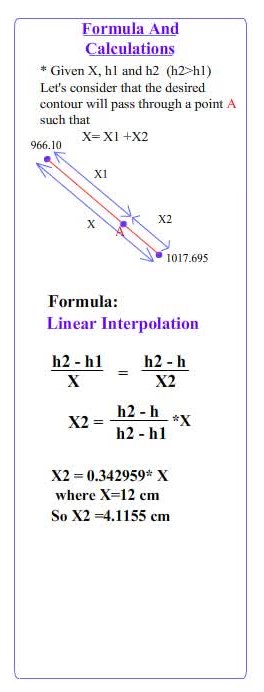 Formula And
Calculations
* Given X, h1 and h2 (h2>h1)
Let's consider that the desired
contour will pass through a point A
such that
X= X1 +X2
966.10
X1
X2
X
A
1017.695
Formula:
Linear Interpolation
h2 - h1 = h2 - h
X X2
X2 = h2 - h *X
h2 - h1
X2 = 0.342959* X
where X=12 cm
So X2 =4.1155 cm